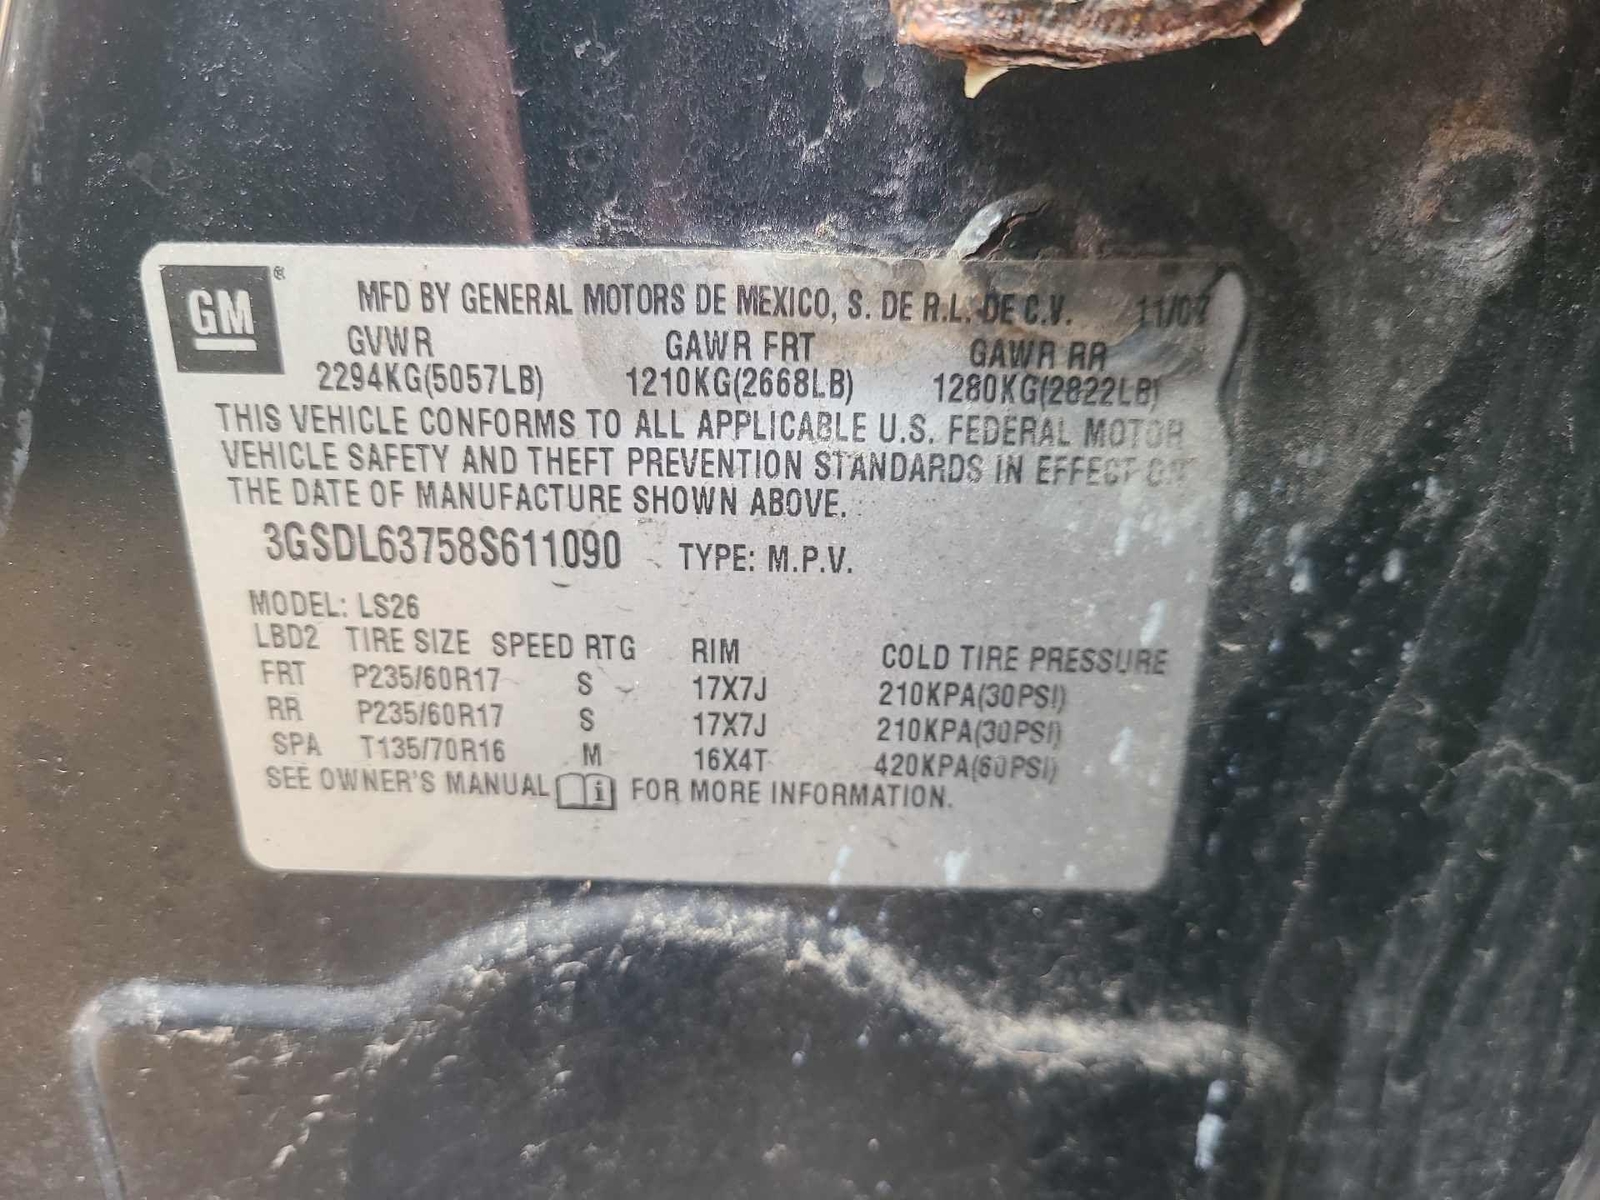 GM®
MFD BY GENERAL MOTORS DE MEXICO, S. DE R.L. DE C.V. 11/07
GVWR GAWR FRT GAWR RR
2294KG(5057LB) 1210KG(2668LB) 1280KG(2822LB)
THIS VEHICLE CONFORMS TO ALL APPLICABLE U.S. FEDERAL MOTOR
VEHICLE SAFETY AND THEFT PREVENTION STANDARDS IN EFFECT ON
THE DATE OF MANUFACTURE SHOWN ABOVE.
3GSDL63758S611090 TYPE: M.P.V.
MODEL: LS26
LBD2 TIRE SIZE SPEED RTG RIM COLD TIRE PRESSURE
FRT P235/60R17 S 17X7J 210KPA(30PSI)
RR P235/60R17 S 17X7J 210KPA(30PSI)
SPA T135/70R16 M 16X4T 420KPA(60PSI)
SEE OWNER'S MANUAL i FOR MORE INFORMATION.